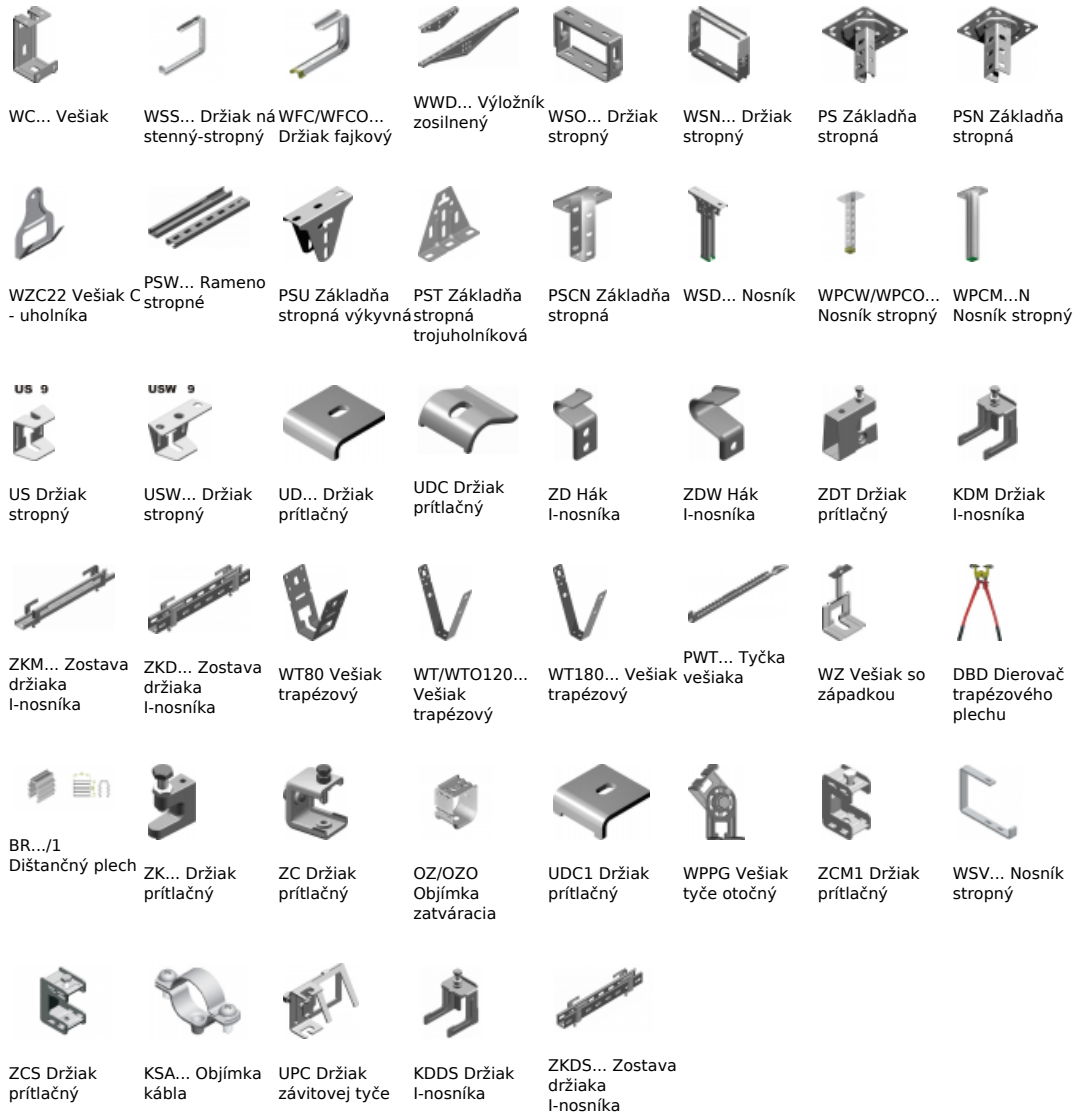 WC... Vešiak
WSS... Držiak ná
stenný-stropný
WFC/WFCO...
Držiak fajkový
WWD... Výložník
zosilnený
WSO... Držiak
stropný
WSN... Držiak
stropný
PS Základňa
stropná
PSN Základňa
stropná
WZC22 Vešiak C
- uholníka
PSW... Rameno
stropné
PSU Základňa
stropná výkyvná
PST Základňa
stropná
trojuholníková
PSCN Základňa
stropná
WSD... Nosník
WPCW/WPCO...
Nosník stropný
WPCM...N
Nosník stropný
US 9
USW 9
US Držiak
stropný
USW... Držiak
stropný
UD... Držiak
prítlačný
UDC Držiak
prítlačný
ZD Hák
I-nosníka
ZDW Hák
I-nosníka
ZDT Držiak
prítlačný
KDM Držiak
I-nosníka
ZKM... Zostava
držiaka
I-nosníka
ZKD... Zostava
držiaka
I-nosníka
WT80 Vešiak
trapézový
WT/WTO120...
Vešiak
trapézový
WT180... Vešiak
trapézový
PWT... Tyčka
vešiaka
WZ Vešiak so
západkou
DBD Dierovač
trapézového
plechu
BR.../1
Dištančný plech
ZK... Držiak
prítlačný
ZC Držiak
prítlačný
OZ/OZO
Objímka
zatváracia
UDC1 Držiak
prítlačný
WPPG Vešiak
tyče otočný
ZCM1 Držiak
prítlačný
WSV... Nosník
stropný
ZCS Držiak
prítlačný
KSA... Objímka
kábla
UPC Držiak
závitovej tyče
KDDS Držiak
I-nosníka
ZKDS... Zostava
držiaka
I-nosníka